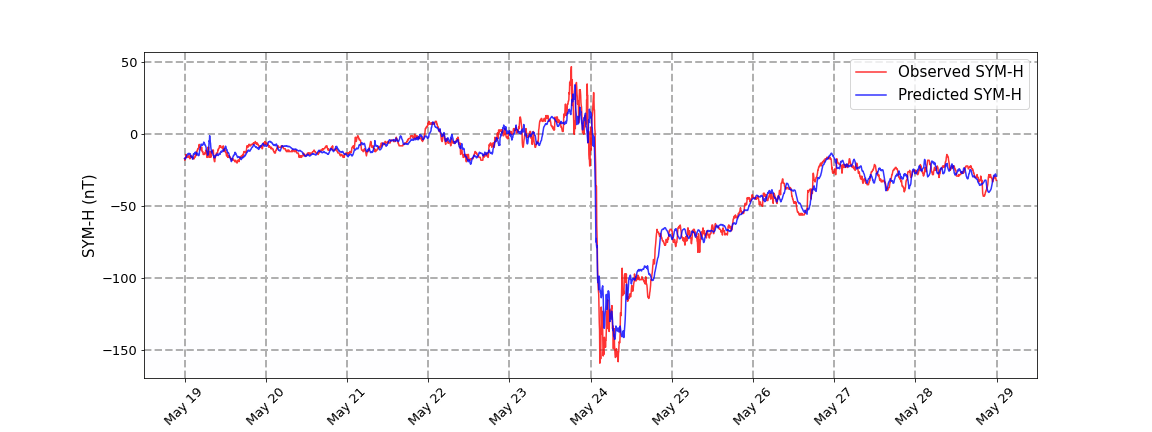 50
0
−50
−100
−150
SYM-H (nT)
Observed SYM-H
Predicted SYM-H
May 19
May 20
May 21
May 22
May 23
May 24
May 25
May 26
May 27
May 28
May 29